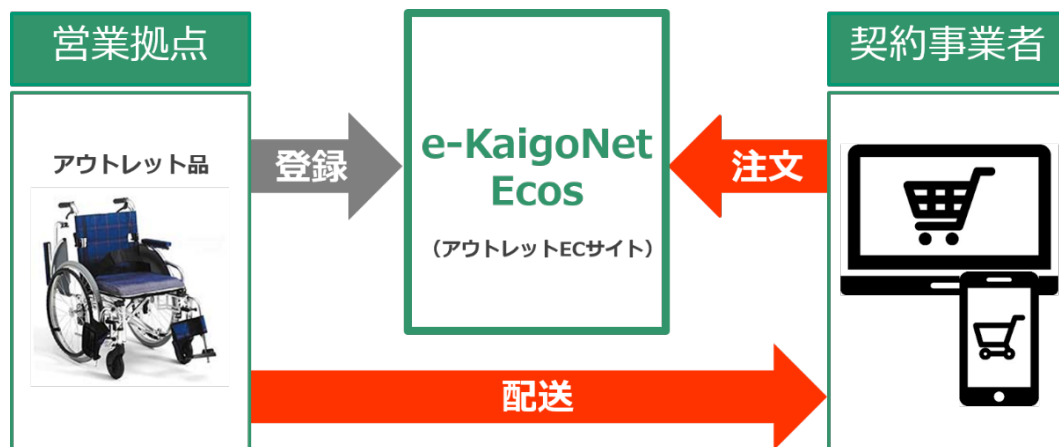 営業拠点
契約事業者
アウトレット品
登録
e-KaigoNet
Ecos
（アウトレットECサイト）
注文
配送